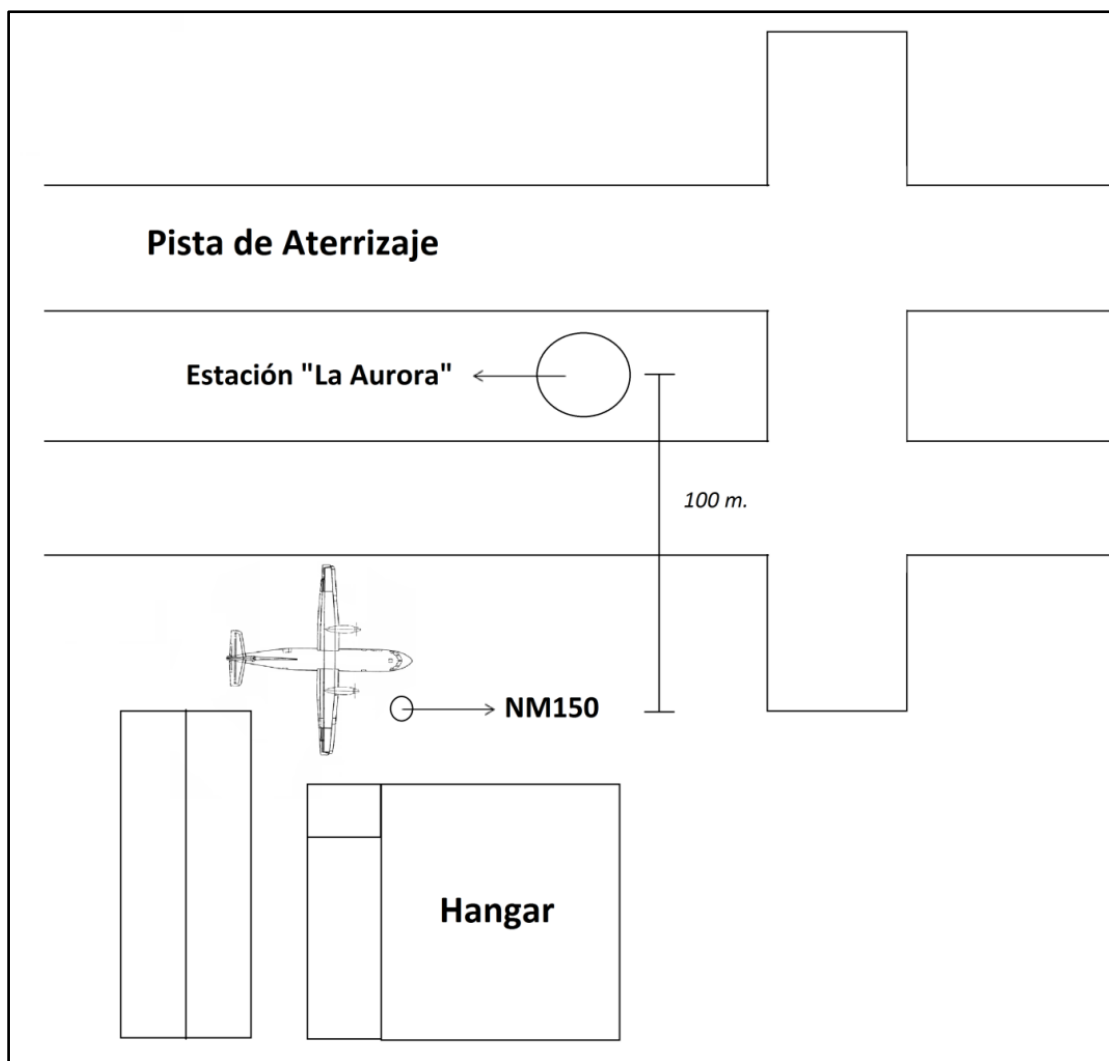 Pista de Aterrizaje
Estación "La Aurora"
100 m.
NM150
Hangar